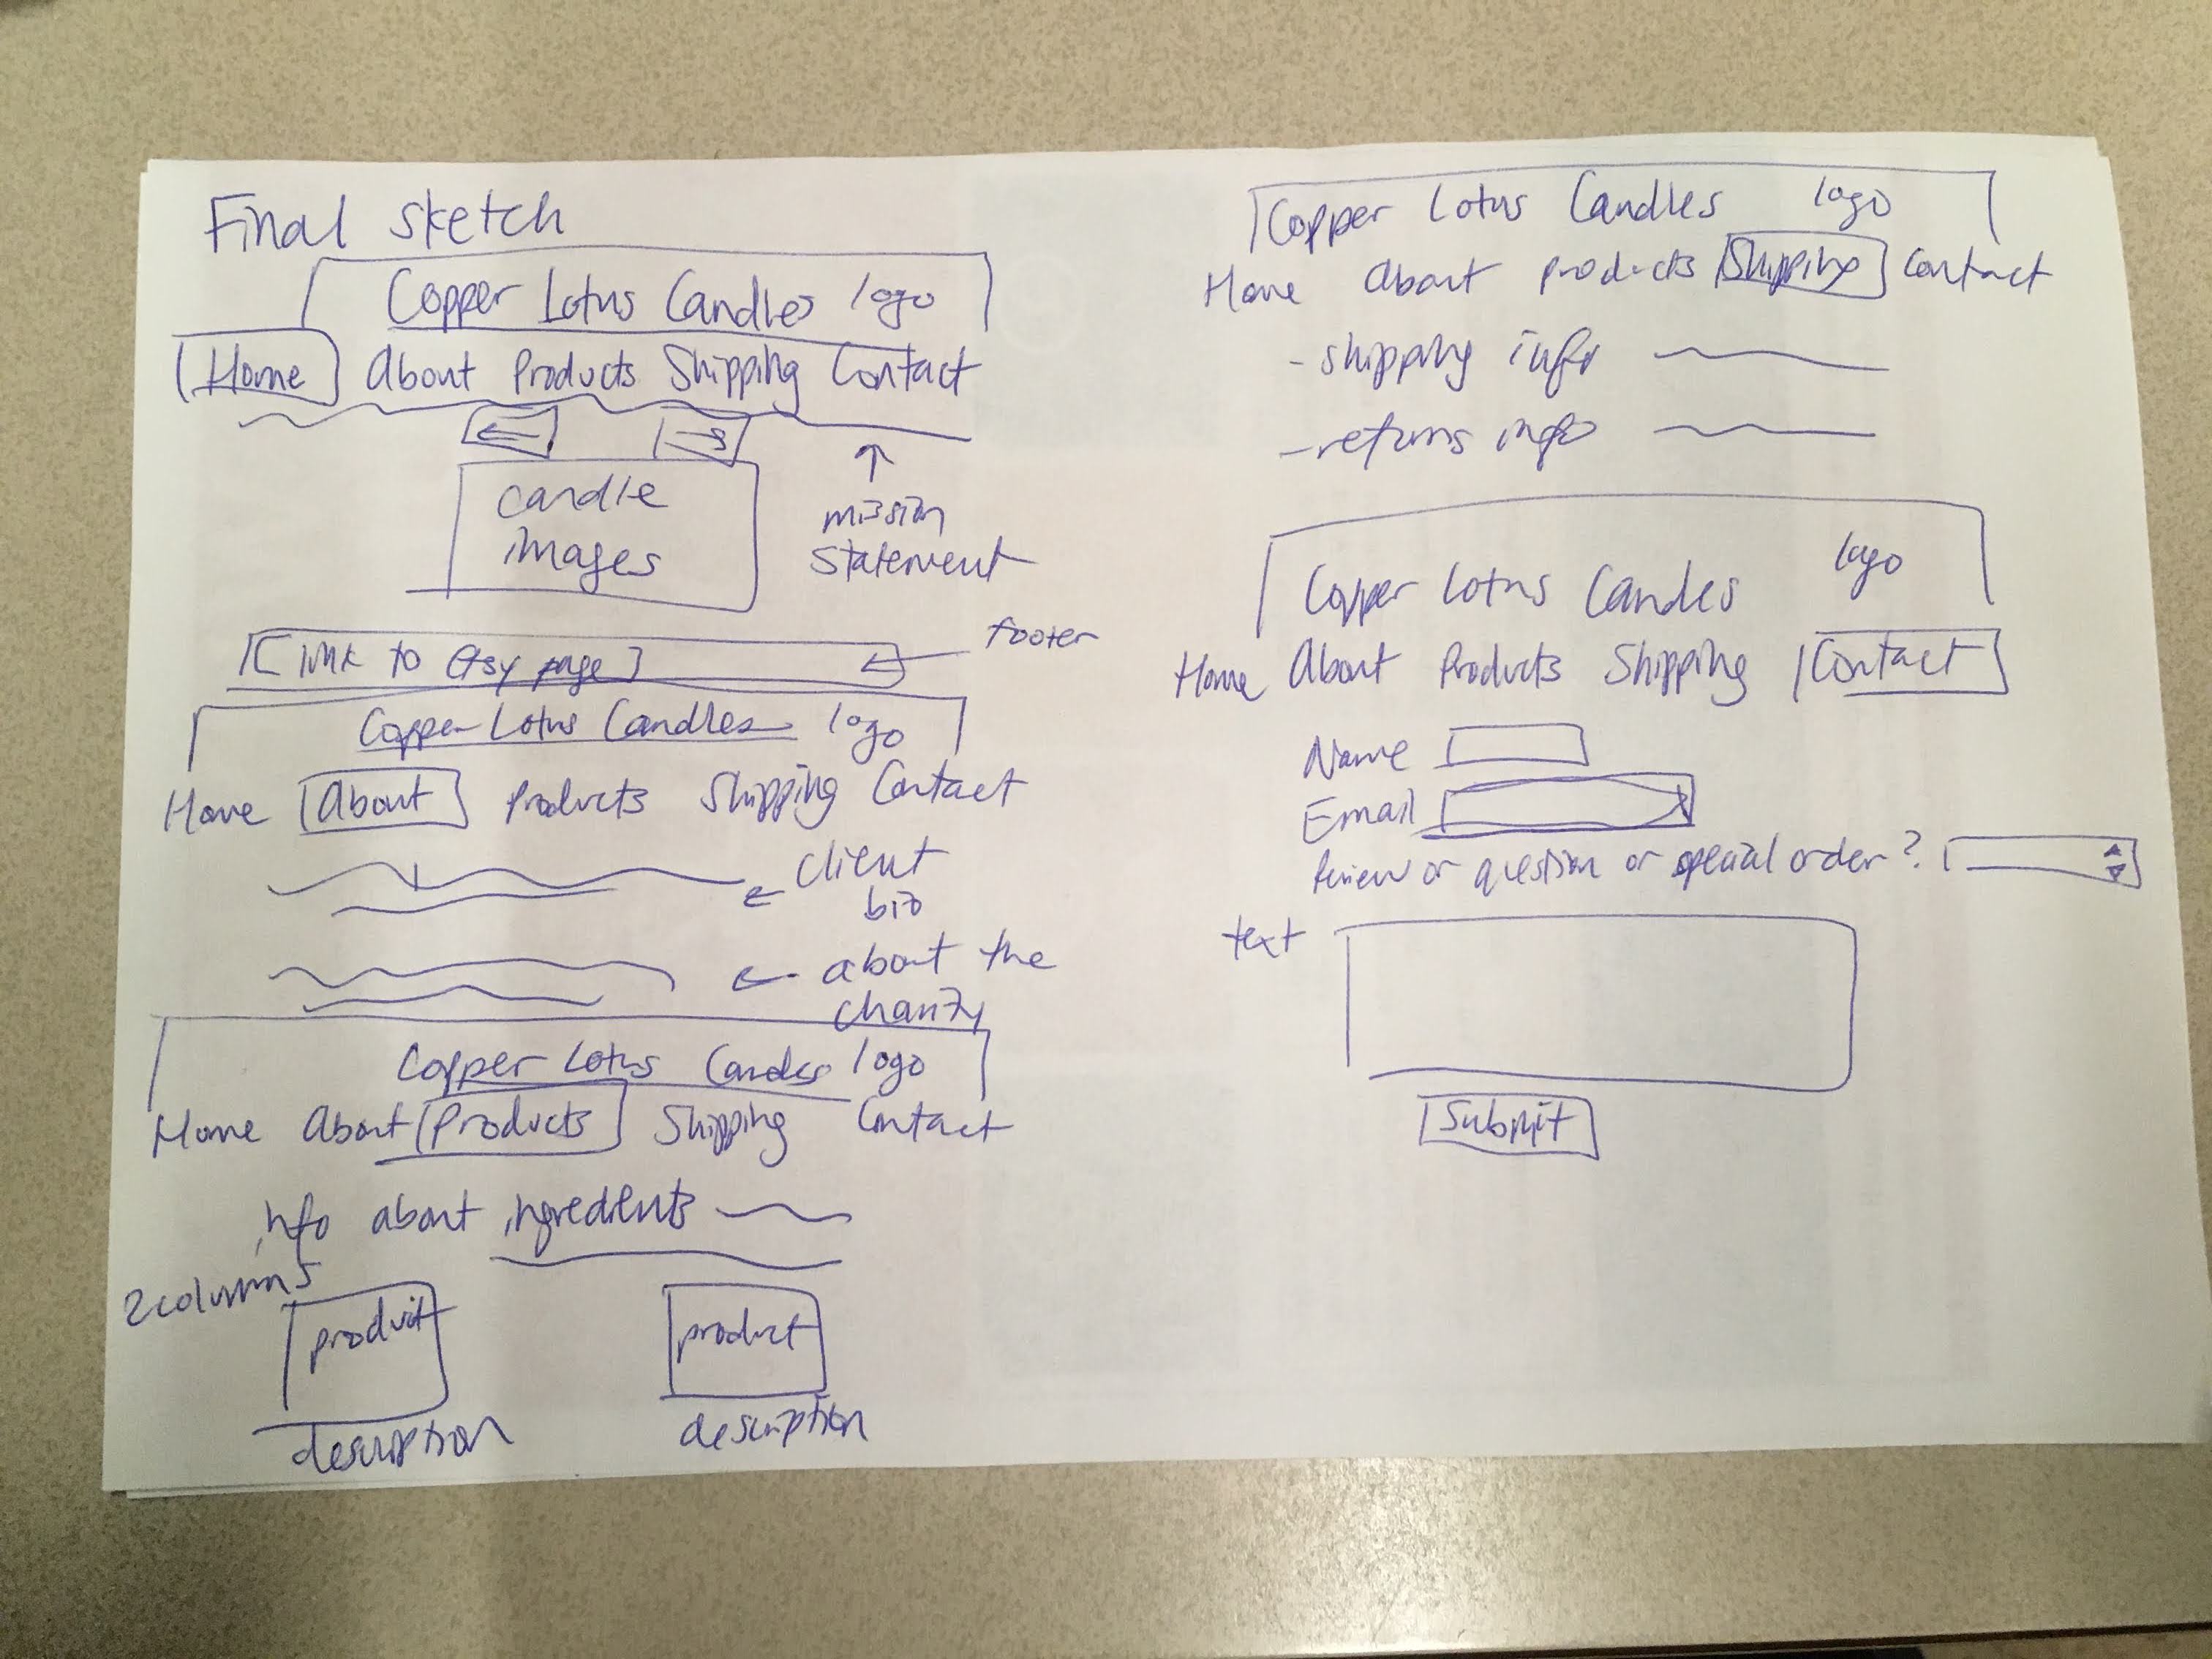 Final sketch
Copper Lotus Candles logo
Home About Products Shipping Contact
candle
images
mission
statement
[link to Etsy page]
footer
Copper Lotus Candles logo
Home About Products Shipping Contact
client
bio
about the
charity
Copper Lotus Candles logo
Home About Products Shipping Contact
info about ingredients
2 columns
product product
description description
Copper Lotus Candles logo
Home About products Shipping Contact
- shipping info
- returns info
Copper Lotus Candles logo
Home About Products Shipping Contact
Name
Email
Review or question or special order?
text
Submit